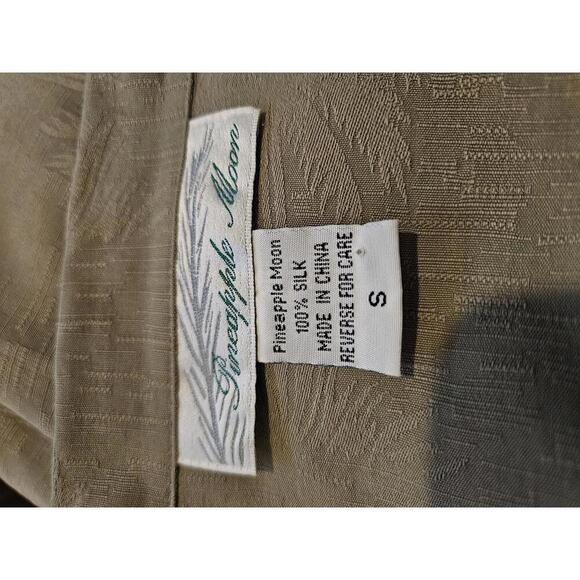 Pineapple Moon
Pineapple Moon
100% SILK
MADE IN CHINA
REVERSE FOR CARE
S